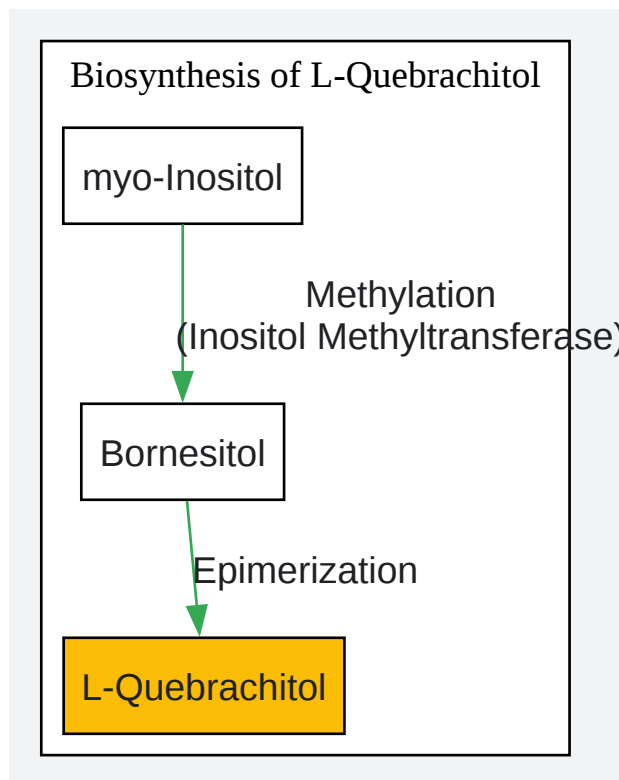 Biosynthesis of L-Quebrachitol
myo-Inositol
Methylation
(Inositol Methyltransferase)
Bornesitol
Epimerization
L-Quebrachitol